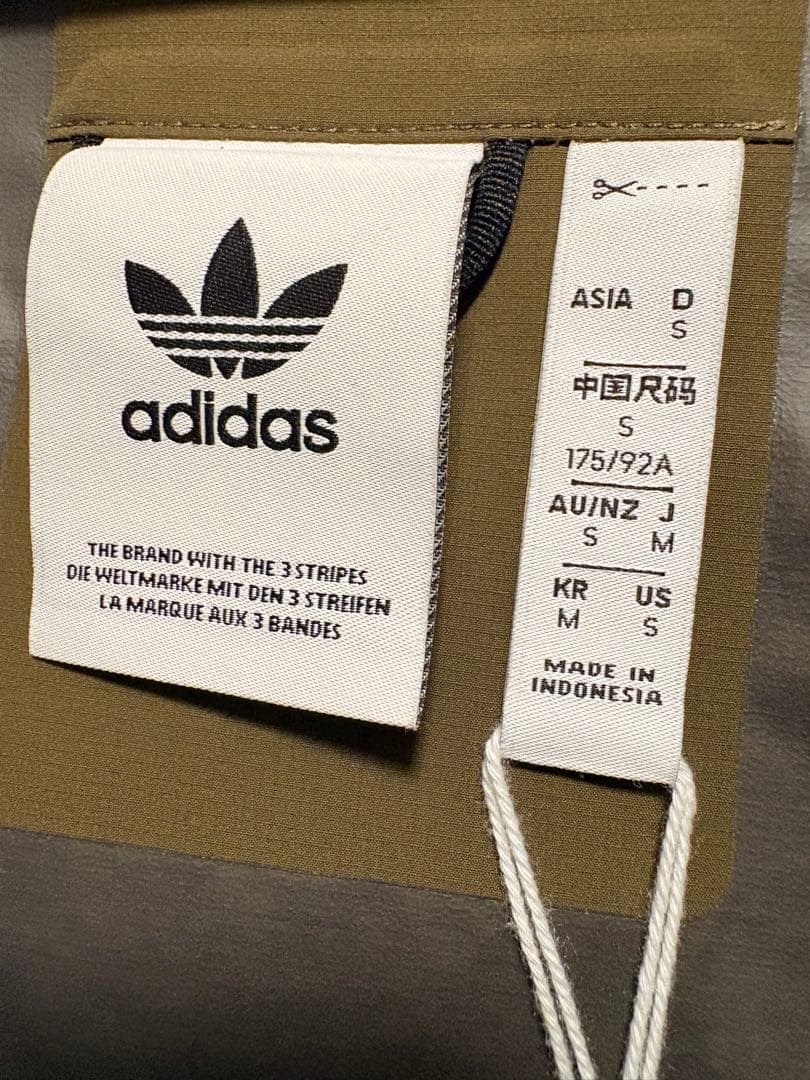 adidas
THE BRAND WITH THE 3 STRIPES
DIE WELTMARKE MIT DEN 3 STREIFEN
LA MARQUE AUX 3 BANDES
ASIA D
S
中国尺码
S
175/92A
AU/NZ J
S M
KR US
M S
MADE IN
INDONESIA